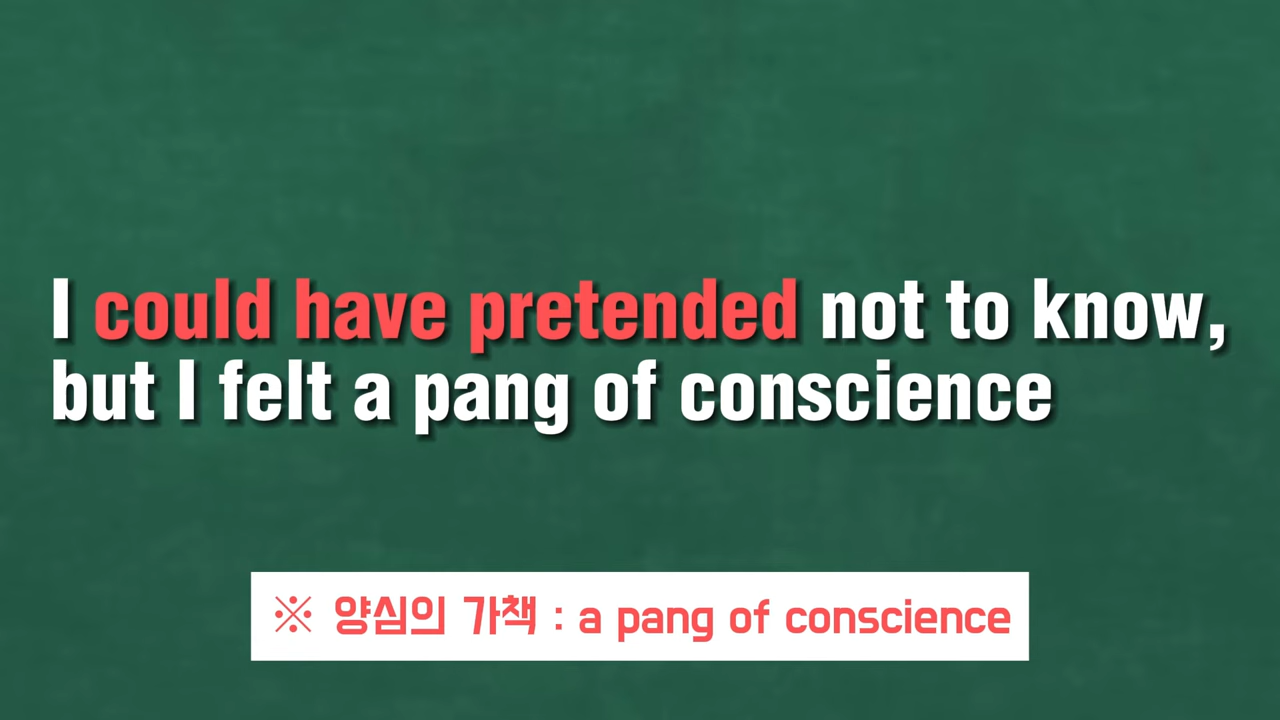 I could have pretended not to know,
but I felt a pang of conscience
※ 양심의 가책 : a pang of conscience